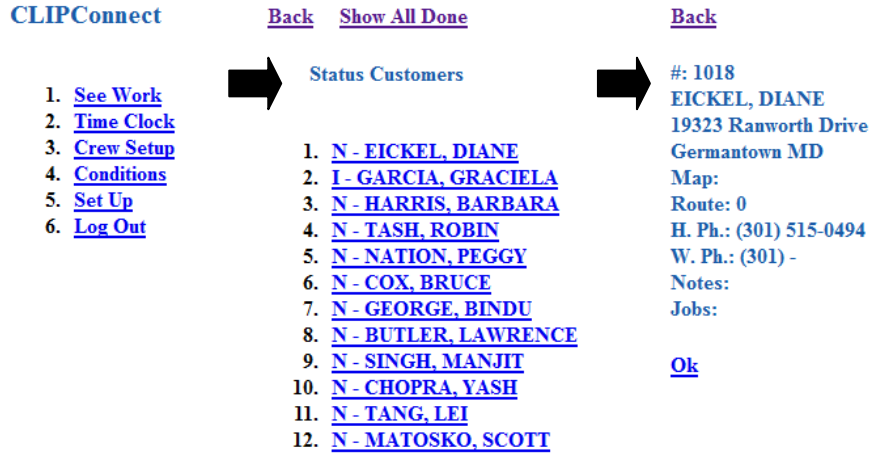 CLIPConnect
1. See Work
2. Time Clock
3. Crew Setup
4. Conditions
5. Set Up
6. Log Out
Back Show All Done
Status Customers
1. N - EICKEL, DIANE
2. I - GARCIA, GRACIELA
3. N - HARRIS, BARBARA
4. N - TASH, ROBIN
5. N - NATION, PEGGY
6. N - COX, BRUCE
7. N - GEORGE, BINDU
8. N - BUTLER, LAWRENCE
9. N - SINGH, MANJIT
10. N - CHOPRA, YASH
11. N - TANG, LEI
12. N - MATOSKO, SCOTT
Back
#: 1018
EICKEL, DIANE
19323 Ranworth Drive
Germantown MD
Map:
Route: 0
H. Ph.: (301) 515-0494
W. Ph.: (301) -
Notes:
Jobs:
Ok